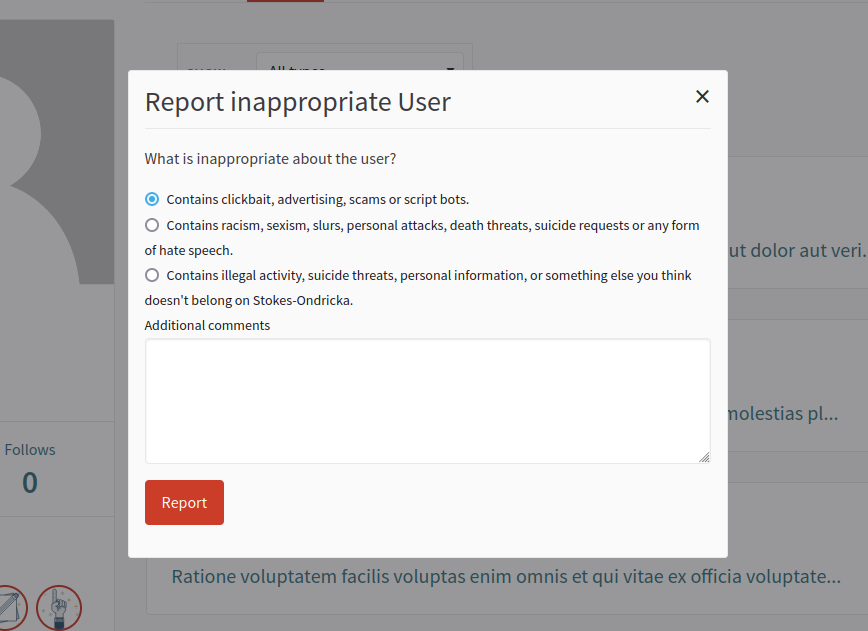 Report inappropriate User
What is inappropriate about the user?
Contains clickbait, advertising, scams or script bots.
Contains racism, sexism, slurs, personal attacks, death threats, suicide requests or any form
of hate speech.
Contains illegal activity, suicide threats, personal information, or something else you think
doesn't belong on Stokes-Ondricka.
Additional comments
Report
Follows
0
ut dolor aut veri.
molestias pl...
Ratione voluptatem facilis voluptas enim omnis et qui vitae ex officia voluptate...